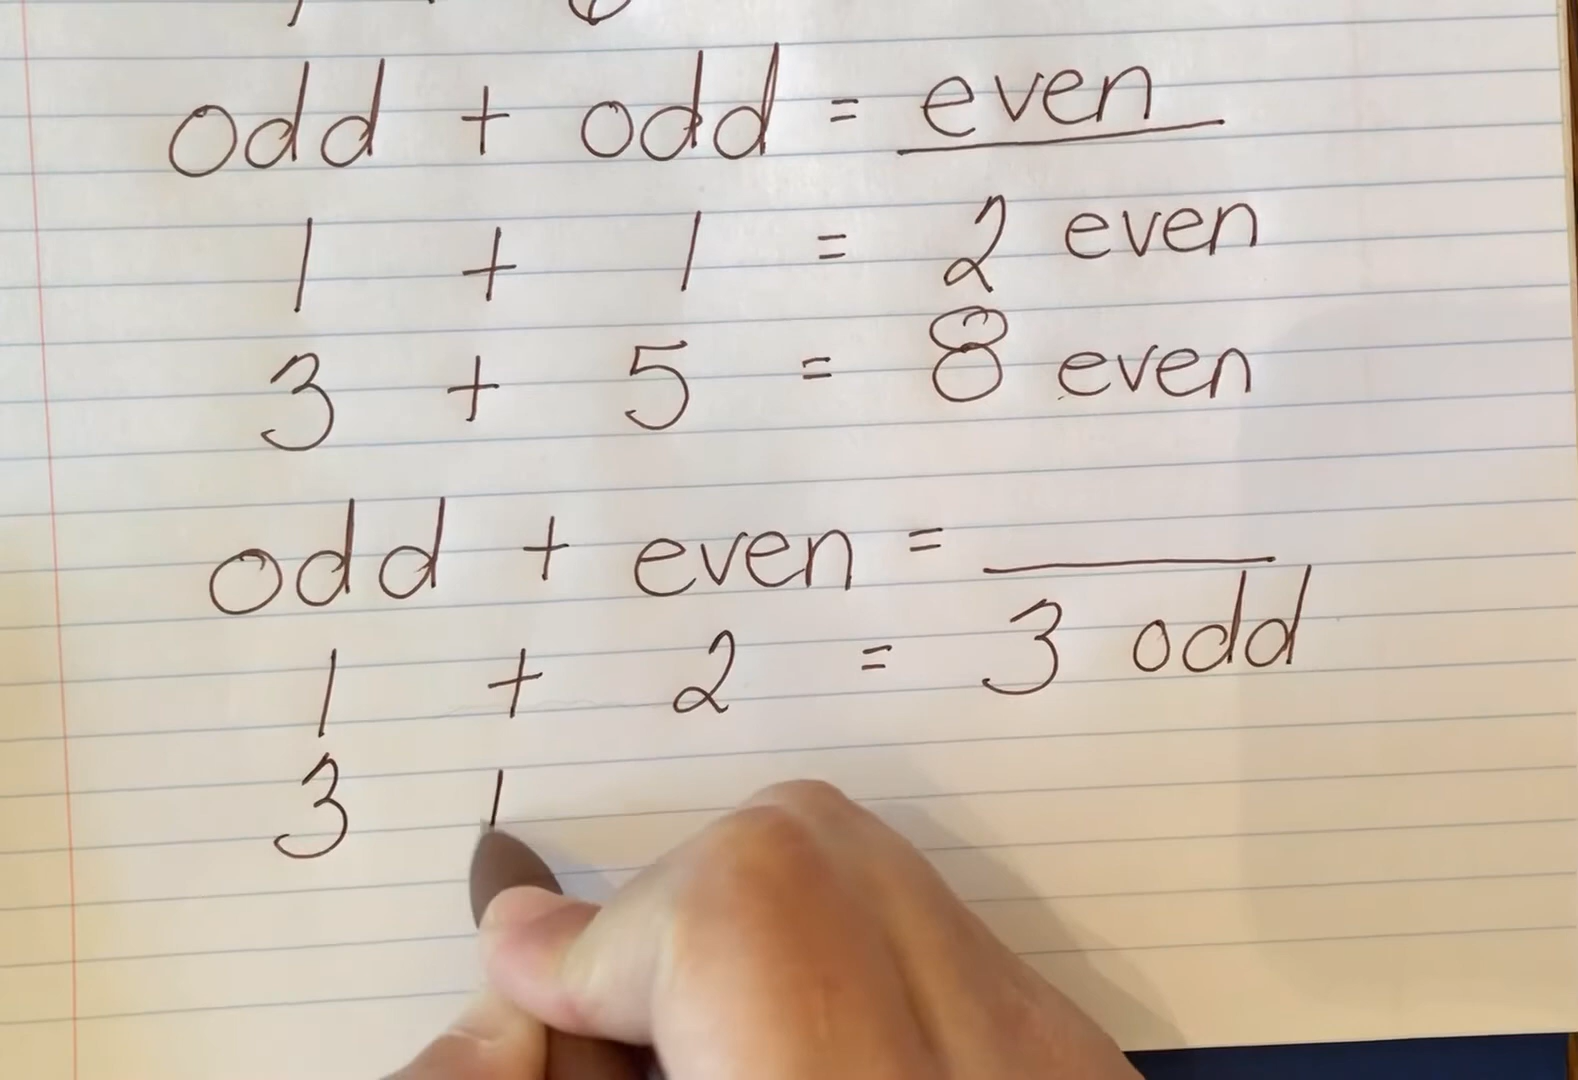 odd + odd = even
1 + 1 = 2 even
3 + 5 = 8 even
odd + even =
1 + 2 = 3 odd
3